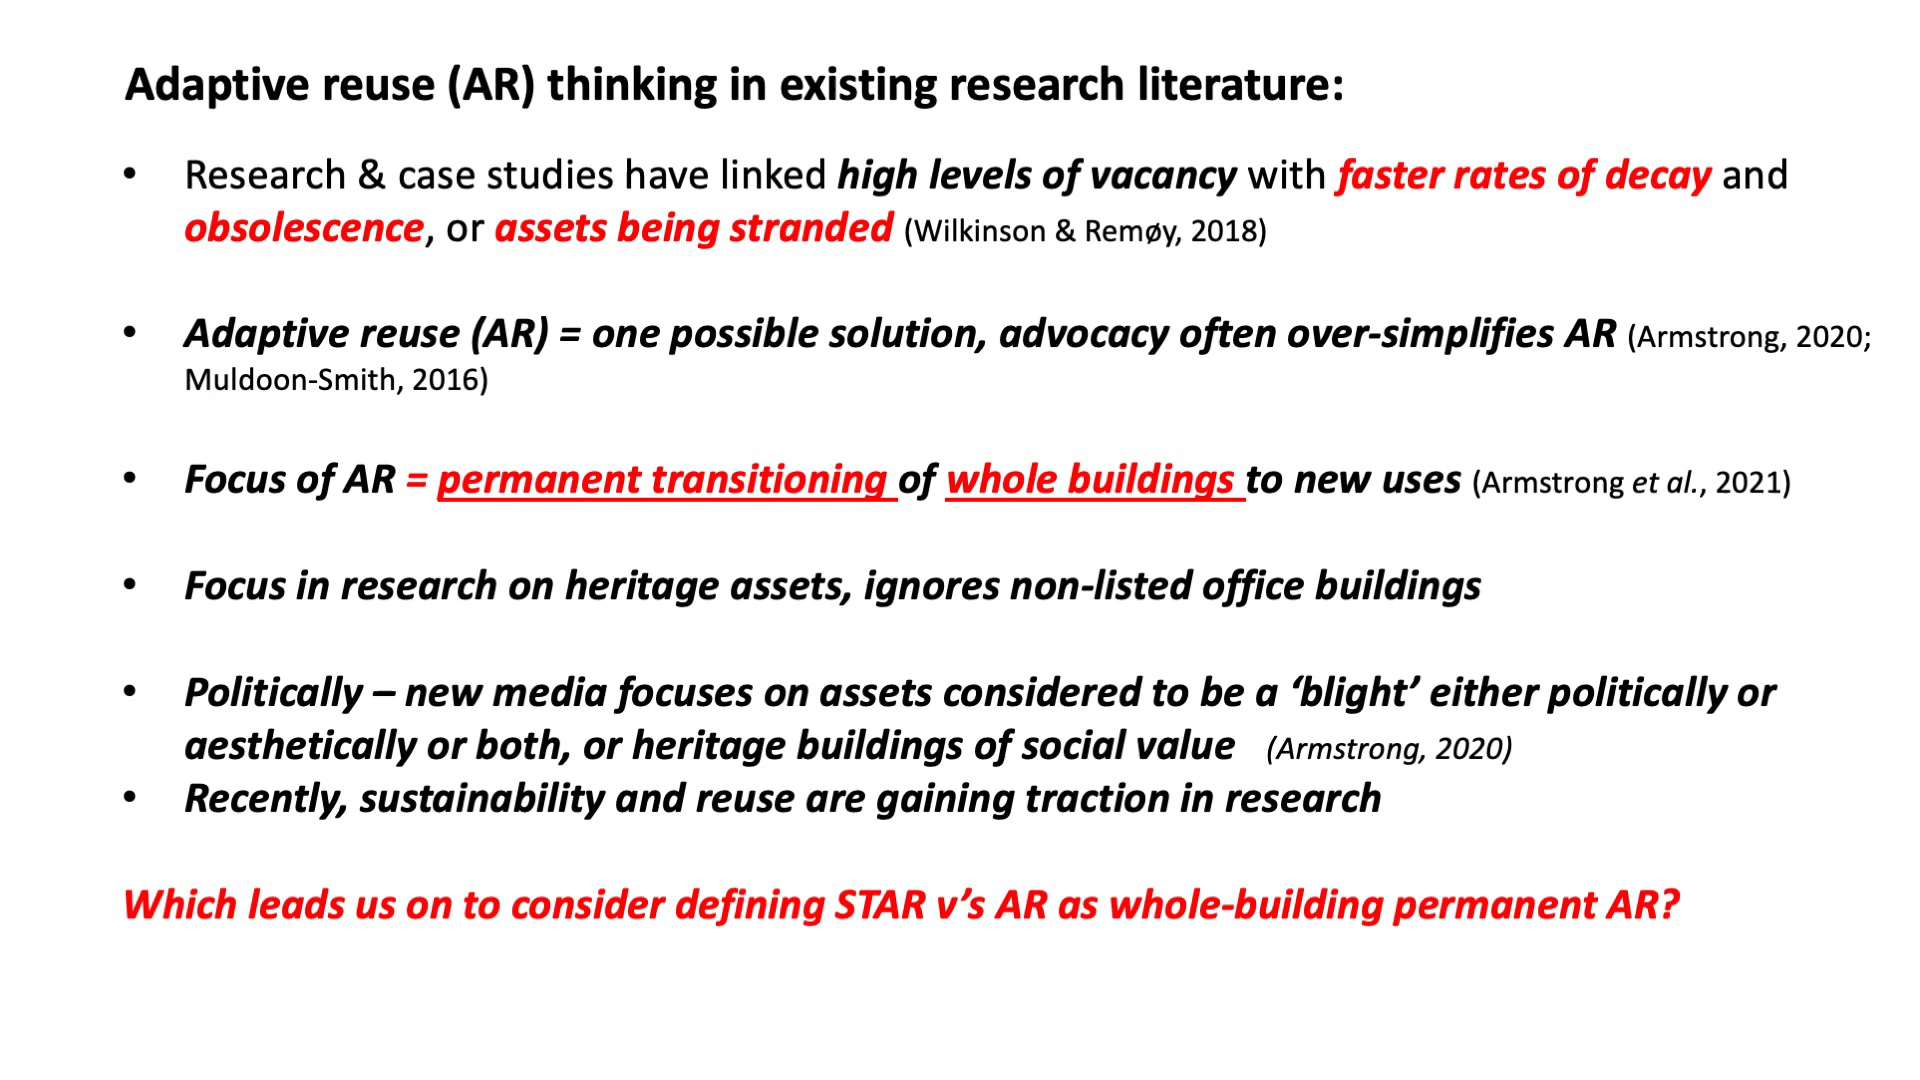 Adaptive reuse (AR) thinking in existing research literature:
• Research & case studies have linked high levels of vacancy with faster rates of decay and
obsolescence, or assets being stranded (Wilkinson & Remøy, 2018)
• Adaptive reuse (AR) = one possible solution, advocacy often over-simplifies AR (Armstrong, 2020;
Muldoon-Smith, 2016)
• Focus of AR = permanent transitioning of whole buildings to new uses (Armstrong et al., 2021)
• Focus in research on heritage assets, ignores non-listed office buildings
• Politically – new media focuses on assets considered to be a ‘blight’ either politically or
aesthetically or both, or heritage buildings of social value (Armstrong, 2020)
• Recently, sustainability and reuse are gaining traction in research
Which leads us on to consider defining STAR v’s AR as whole-building permanent AR?